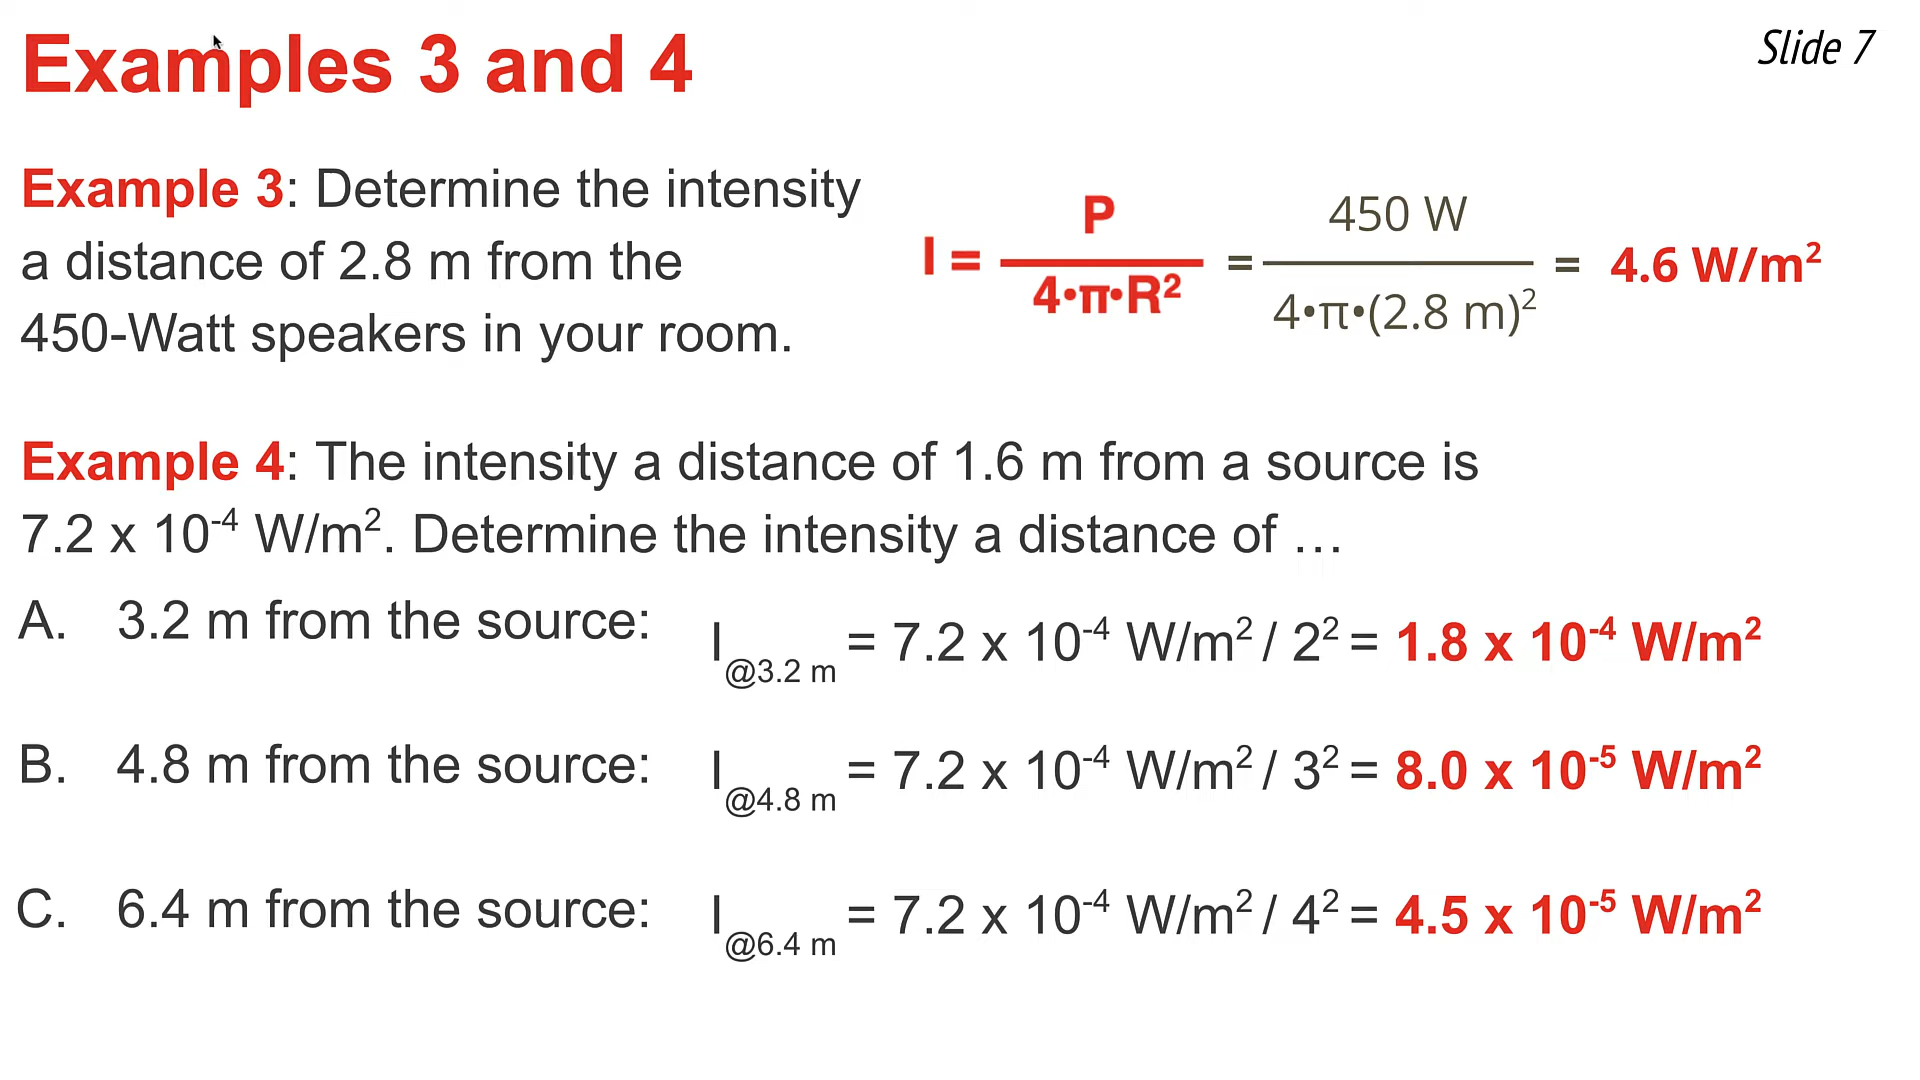 Examples 3 and 4
Slide 7
Example 3: Determine the intensity
a distance of 2.8 m from the
450-Watt speakers in your room.
I = P / 4•π•R² = 450 W / 4•π•(2.8 m)² = 4.6 W/m²
Example 4: The intensity a distance of 1.6 m from a source is
7.2 x 10⁻⁴ W/m². Determine the intensity a distance of …
A. 3.2 m from the source: I@3.2 m = 7.2 x 10⁻⁴ W/m² / 2² = 1.8 x 10⁻⁴ W/m²
B. 4.8 m from the source: I@4.8 m = 7.2 x 10⁻⁴ W/m² / 3² = 8.0 x 10⁻⁵ W/m²
C. 6.4 m from the source: I@6.4 m = 7.2 x 10⁻⁴ W/m² / 4² = 4.5 x 10⁻⁵ W/m²